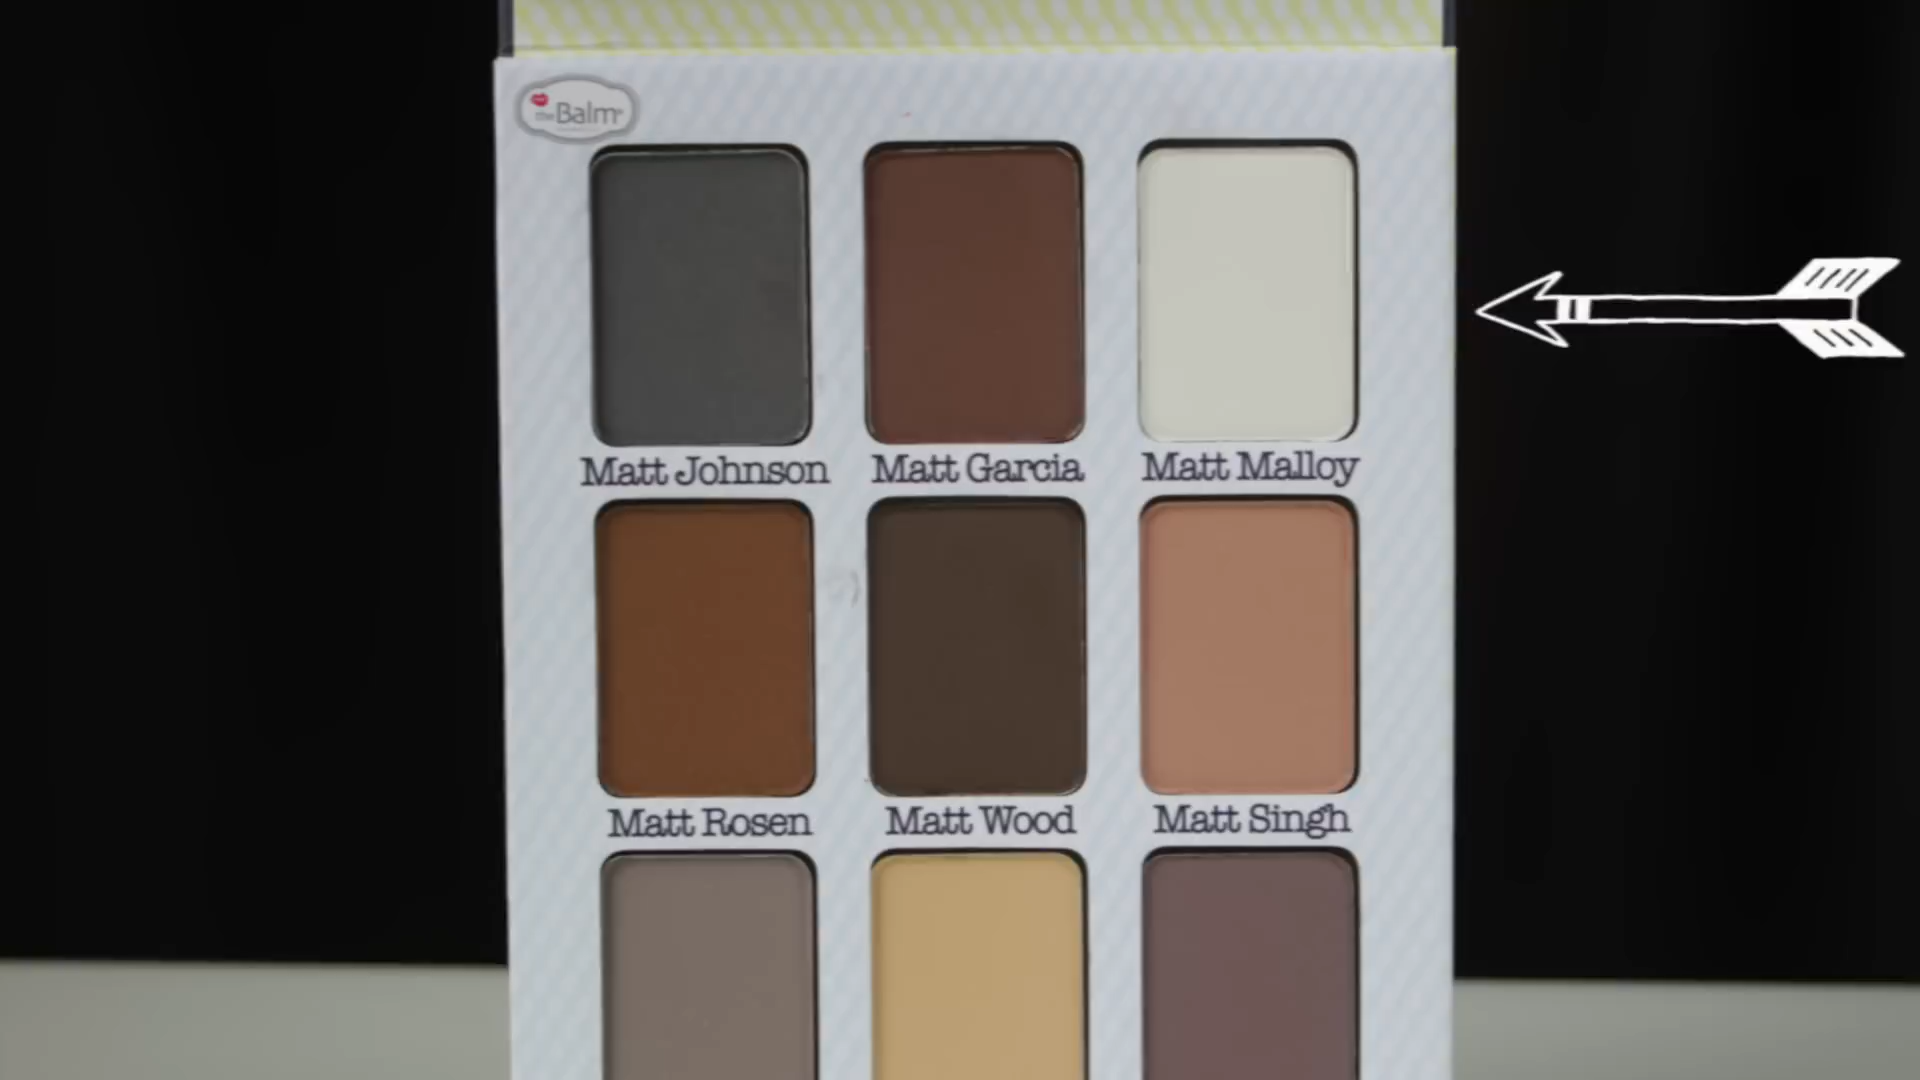 theBalm®
Matt Johnson
Matt Garcia
Matt Malloy
Matt Rosen
Matt Wood
Matt Singh